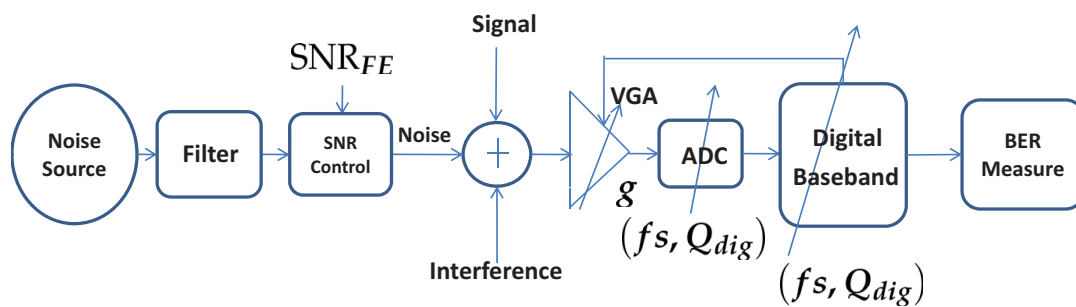 Signal
SNR_FE
VGA
Noise
Source
Filter
SNR
Control
Noise
+
ADC
Digital
Baseband
BER
Measure
g
(fs, Q_dig)
Interference
(fs, Q_dig)